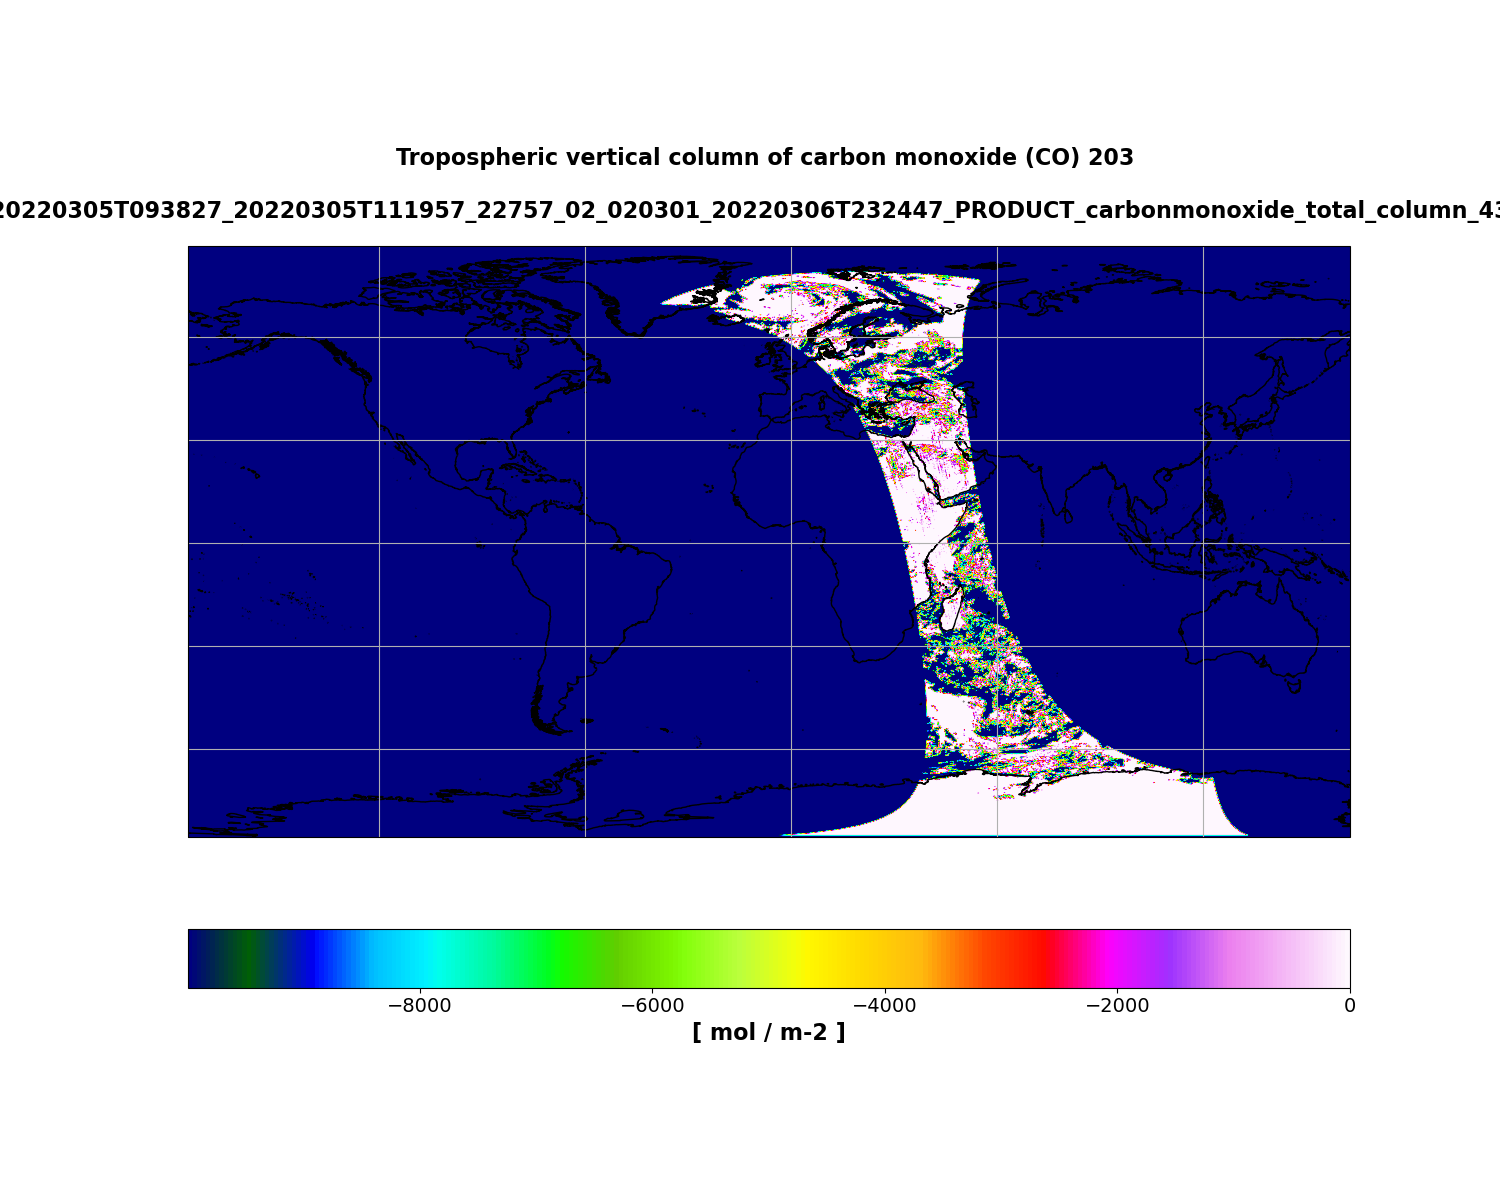 Tropospheric vertical column of carbon monoxide (CO) 203
20220305T093827_20220305T111957_22757_02_020301_20220306T232447_PRODUCT_carbonmonoxide_total_column_43
−8000 −6000 −4000 −2000 0
[ mol / m-2 ]